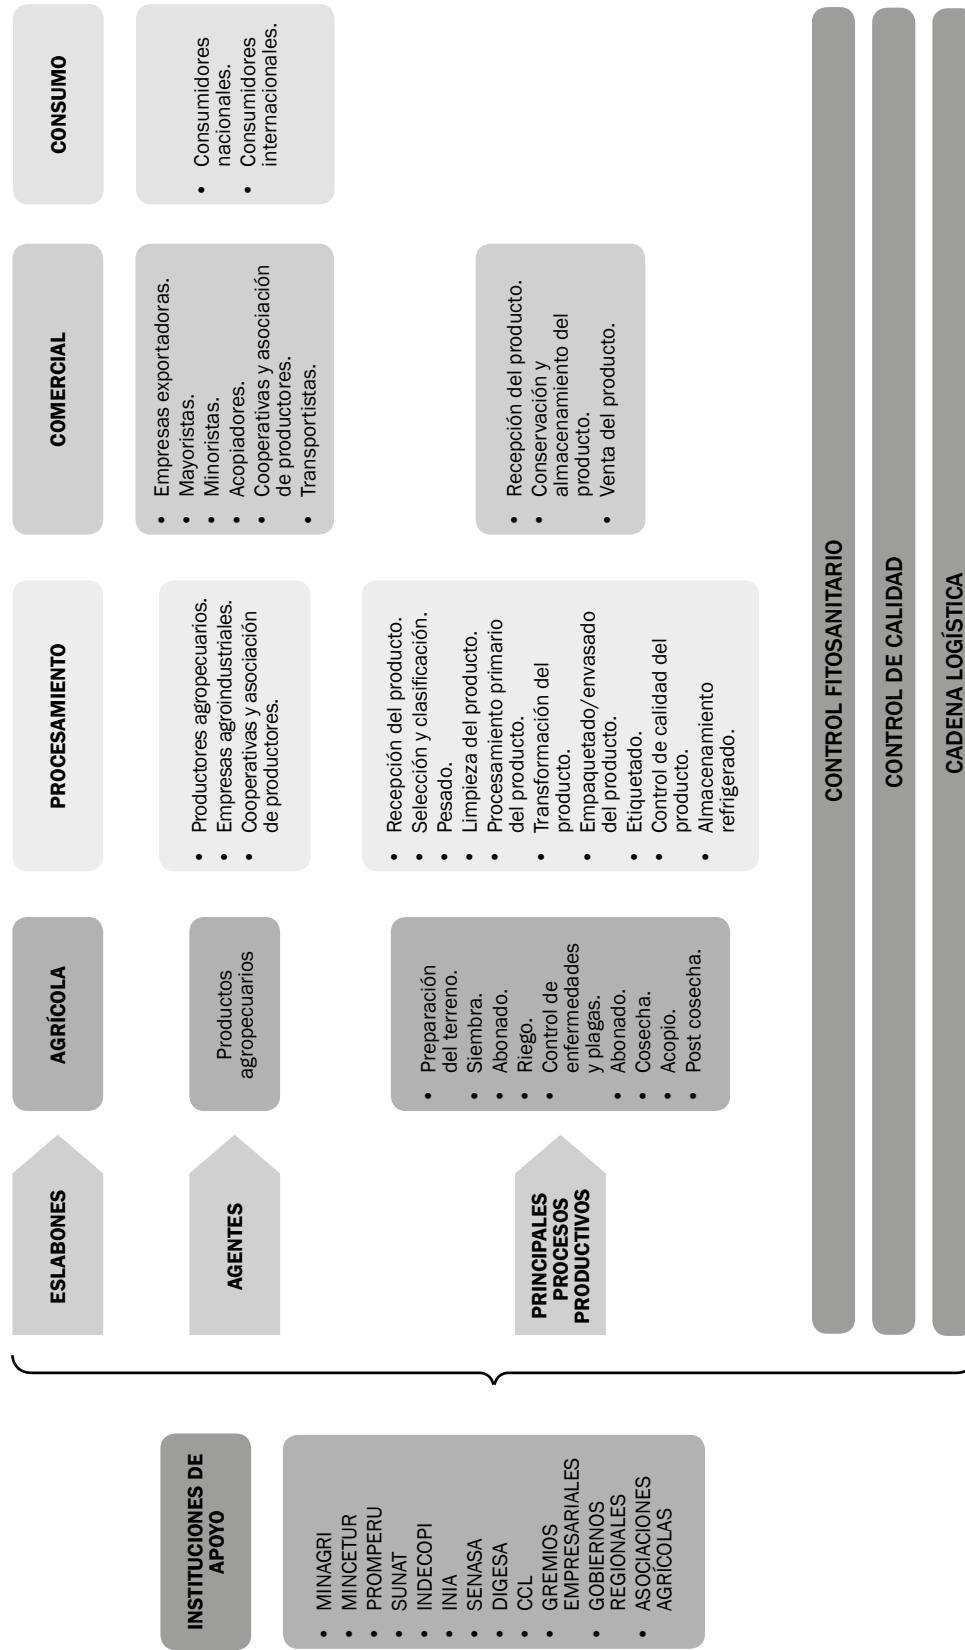 INSTITUCIONES DE
APOYO
• MINAGRI
• MINCETUR
• PROMPERU
• SUNAT
• INDECOPI
• INIA
• SENASA
• DIGESA
• CCL
• GREMIOS
EMPRESARIALES
• GOBIERNOS
REGIONALES
• ASOCIACIONES
AGRÍCOLAS
ESLABONES
AGRÍCOLA
PROCESAMIENTO
COMERCIAL
CONSUMO
AGENTES
Productos
agropecuarios
• Productores agropecuarios.
• Empresas agroindustriales.
• Cooperativas y asociación
de productores.
• Empresas exportadoras.
• Mayoristas.
• Minoristas.
• Acopiadores.
• Cooperativas y asociación
de productores.
• Transportistas.
• Consumidores
nacionales.
• Consumidores
internacionales.
PRINCIPALES
PROCESOS
PRODUCTIVOS
• Preparación
del terreno.
• Siembra.
• Abonado.
• Riego.
• Control de
enfermedades
y plagas.
• Abonado.
• Cosecha.
• Acopio.
• Post cosecha.
• Recepción del producto.
• Selección y clasificación.
• Pesado.
• Limpieza del producto.
• Procesamiento primario
del producto.
• Transformación del
producto.
• Empaquetado/envasado
del producto.
• Etiquetado.
• Control de calidad del
producto.
• Almacenamiento
refrigerado.
• Recepción del producto.
• Conservación y
almacenamiento del
producto.
• Venta del producto.
CONTROL FITOSANITARIO
CONTROL DE CALIDAD
CADENA LOGÍSTICA